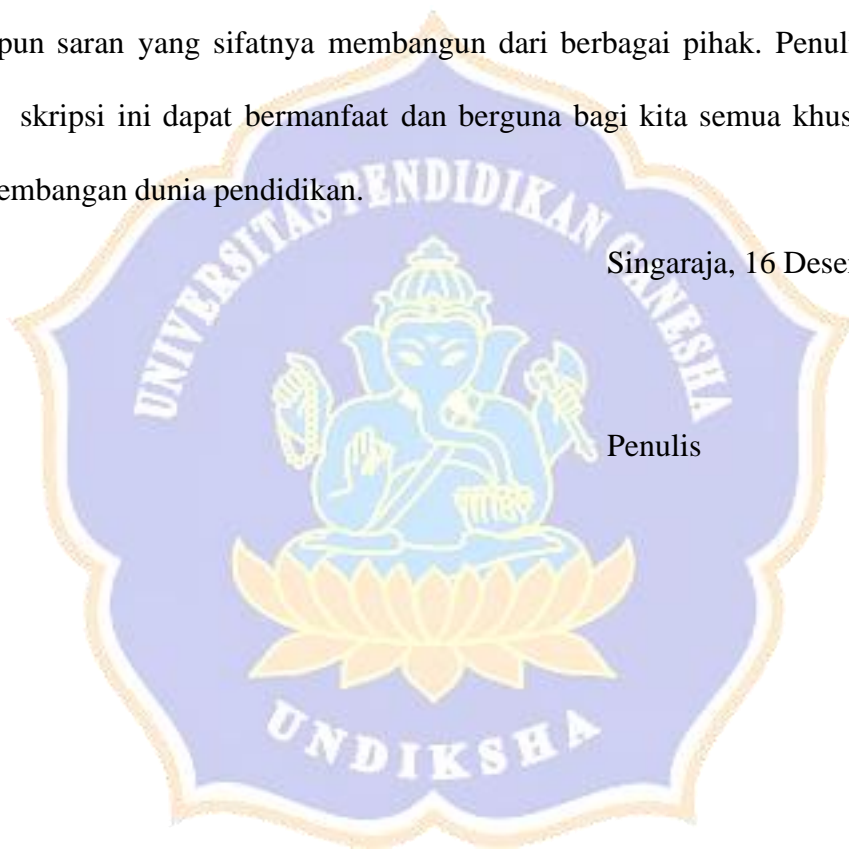 pun saran yang sifatnya membangun dari berbagai pihak. Penul
skripsi ini dapat bermanfaat dan berguna bagi kita semua khus
embangan dunia pendidikan.
Singaraja, 16 Dese
Penulis
UNIVERSITAS PENDIDIKAN GANESHA
UNDIKSHA